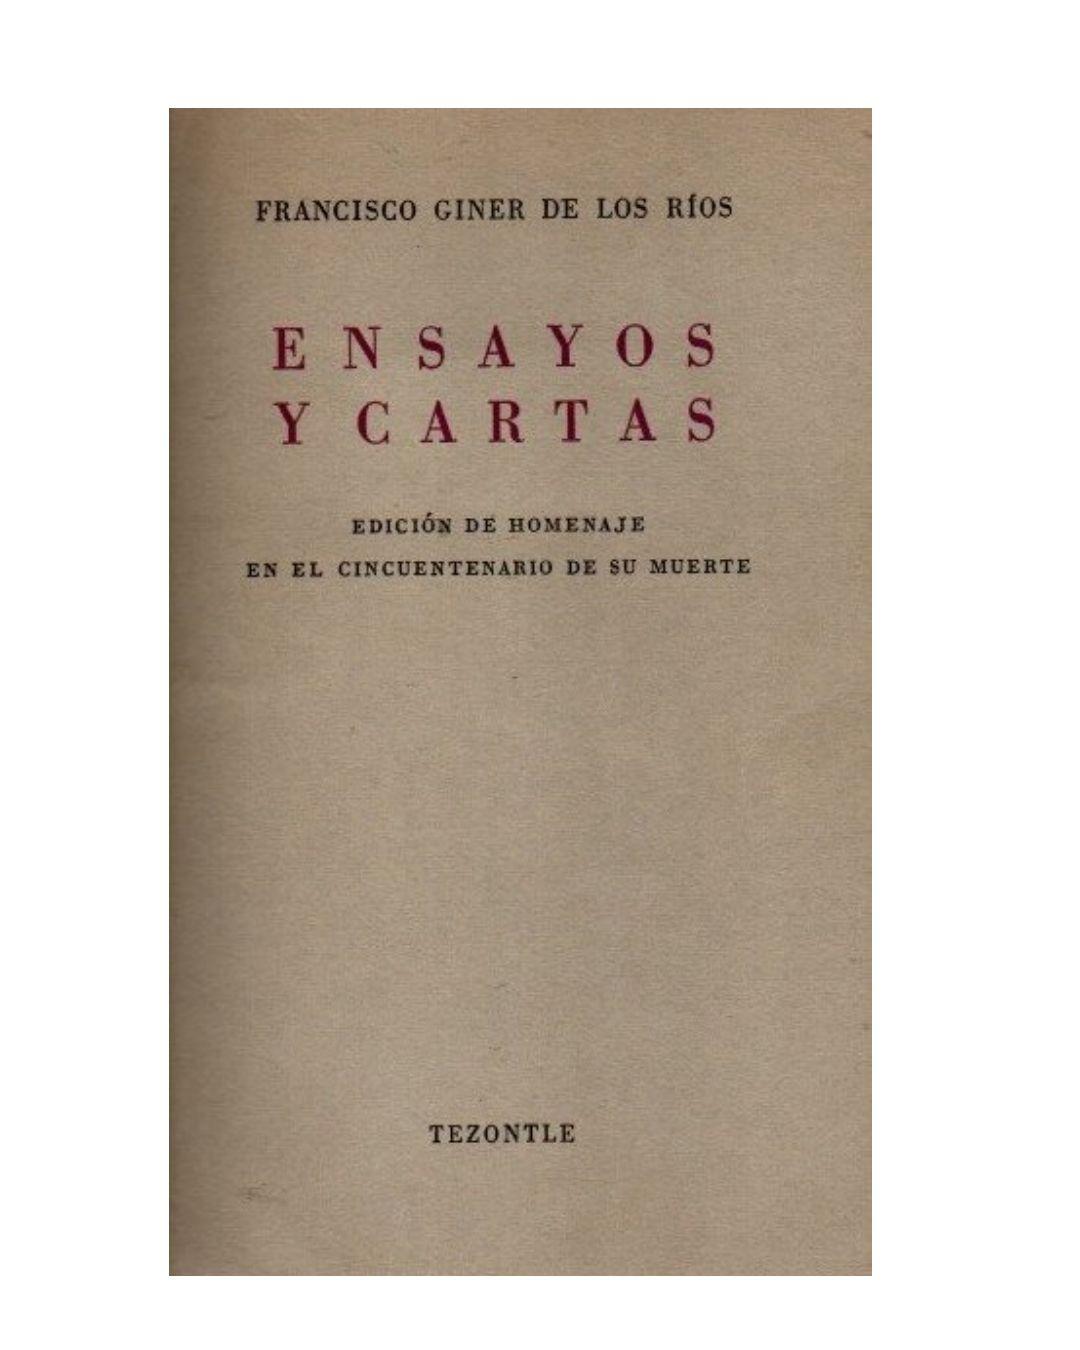 FRANCISCO GINER DE LOS RÍOS
ENSAYOS
Y CARTAS
EDICIÓN DE HOMENAJE
EN EL CINCUENTENARIO DE SU MUERTE
TEZONTLE